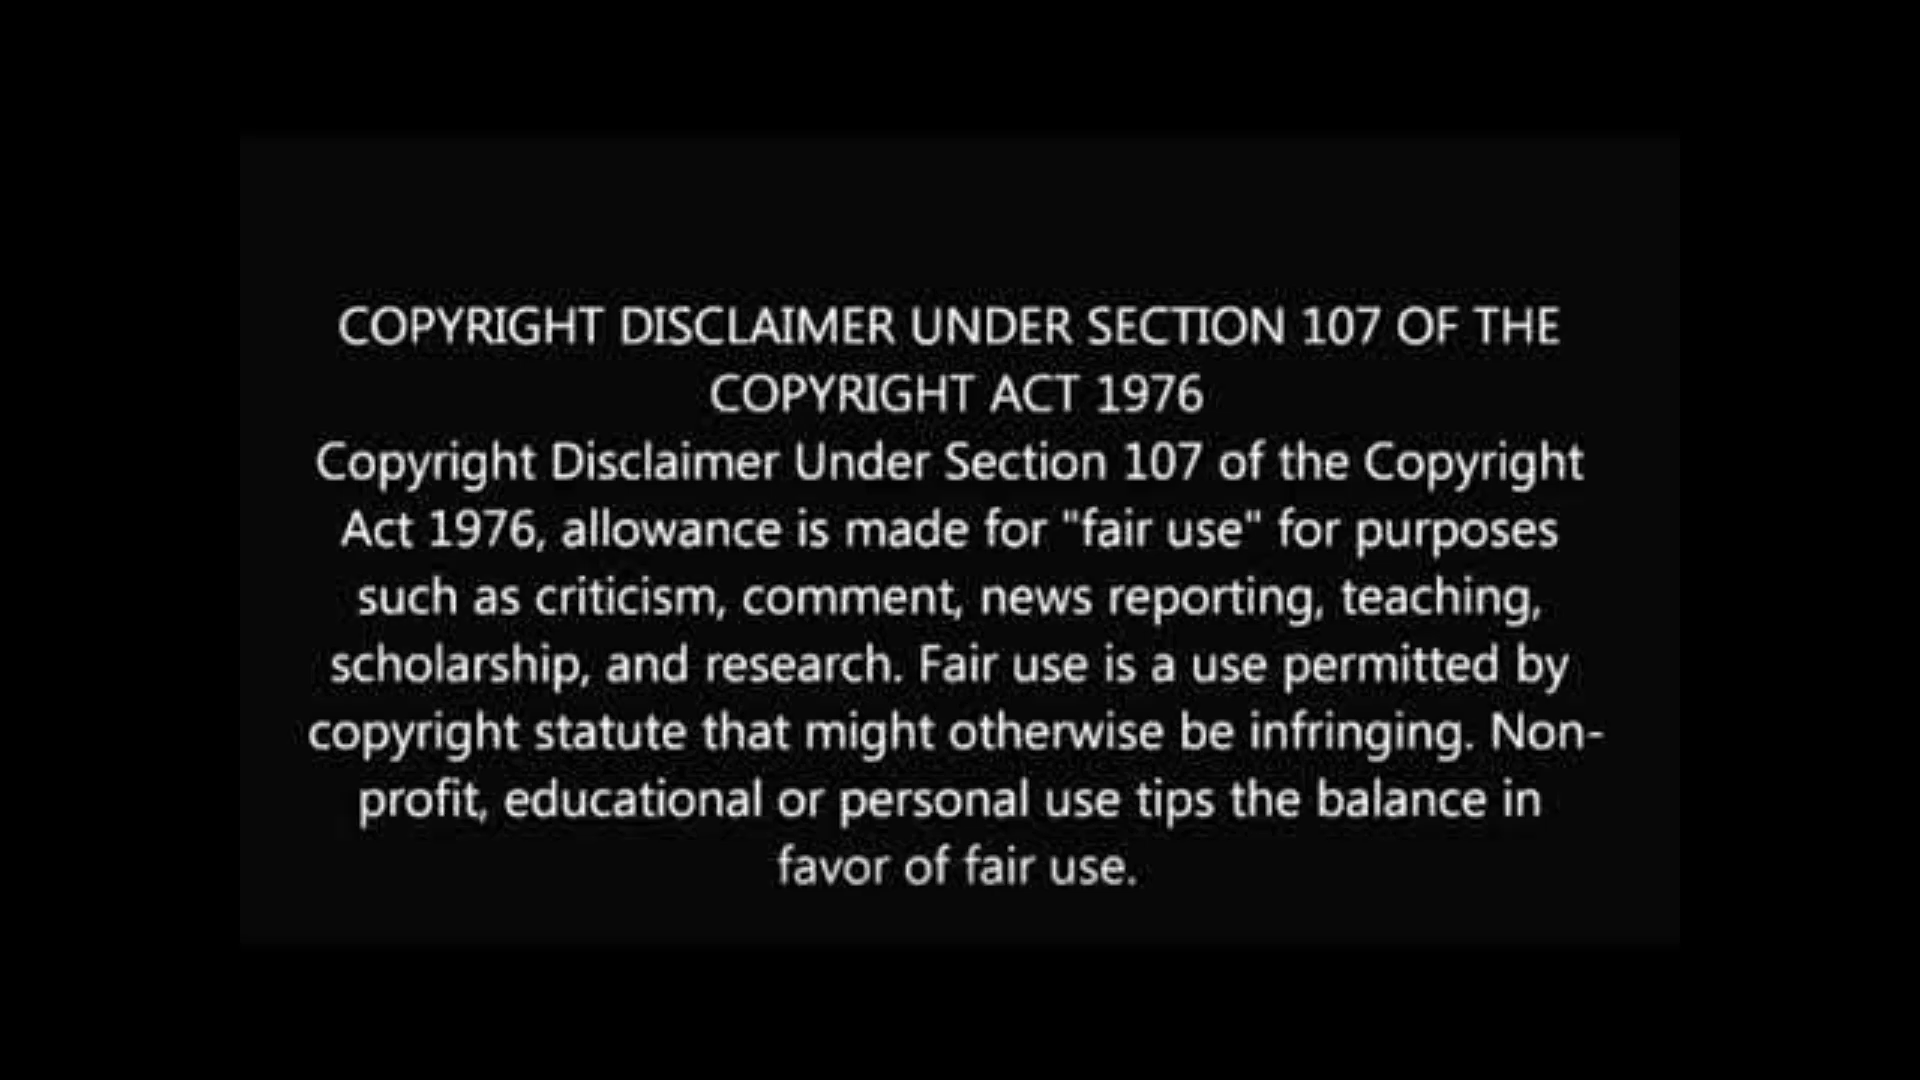 COPYRIGHT DISCLAIMER UNDER SECTION 107 OF THE
COPYRIGHT ACT 1976
Copyright Disclaimer Under Section 107 of the Copyright
Act 1976, allowance is made for "fair use" for purposes
such as criticism, comment, news reporting, teaching,
scholarship, and research. Fair use is a use permitted by
copyright statute that might otherwise be infringing. Non-
profit, educational or personal use tips the balance in
favor of fair use.